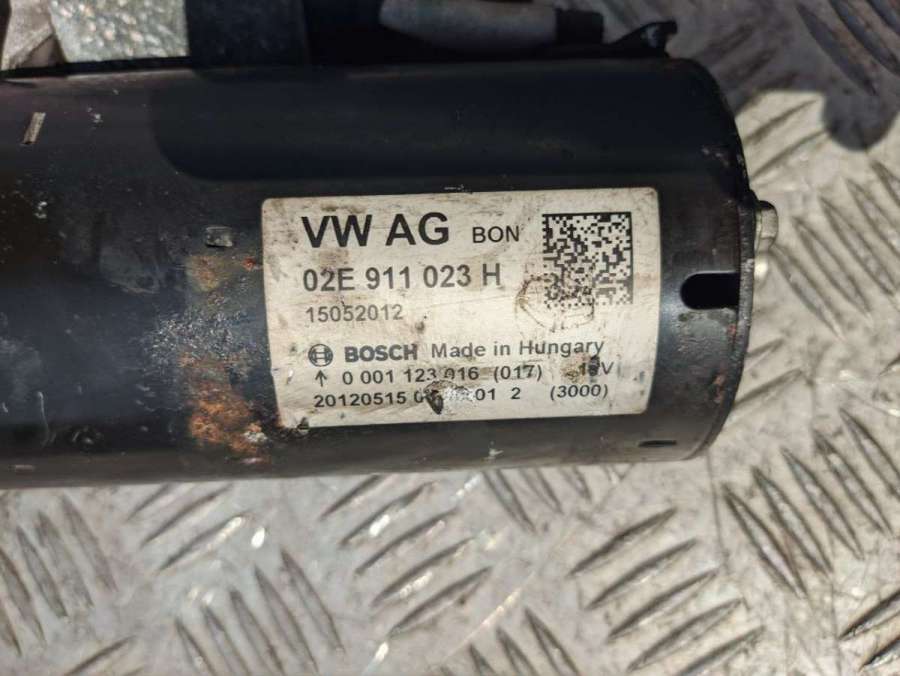 VW AG BON
02E 911 023 H
15052012
BOSCH Made in Hungary
↑ 0 001 123 016 (017)
20120515 2 (3000)